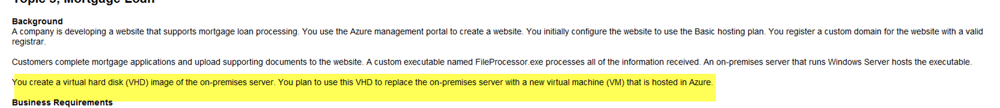 Topic 5, Mortgage Loan
Background
A company is developing a website that supports mortgage loan processing. You use the Azure management portal to create a website. You initially configure the website to use the Basic hosting plan. You register a custom domain for the website with a valid
registrar.
Customers complete mortgage applications and upload supporting documents to the website. A custom executable named FileProcessor.exe processes all of the information received. An on-premises server that runs Windows Server hosts the executable.
You create a virtual hard disk (VHD) image of the on-premises server. You plan to use this VHD to replace the on-premises server with a new virtual machine (VM) that is hosted in Azure.
Business Requirements